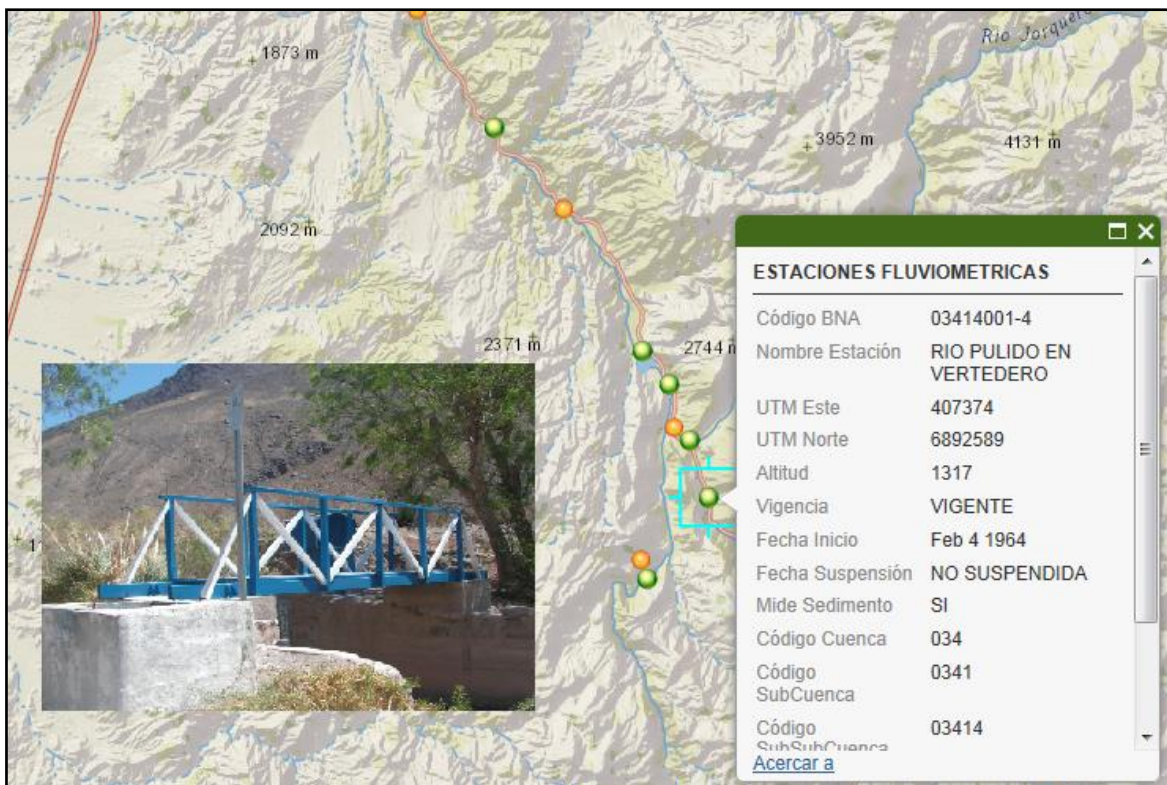 1873 m
Rio Jorquera
3952 m
4131 m
2092 m
2371 m
2744 m
ESTACIONES FLUVIOMETRICAS
Código BNA 03414001-4
Nombre Estación RIO PULIDO EN
VERTEDERO
UTM Este 407374
UTM Norte 6892589
Altitud 1317
Vigencia VIGENTE
Fecha Inicio Feb 4 1964
Fecha Suspensión NO SUSPENDIDA
Mide Sedimento SI
Código Cuenca 034
Código 0341
SubCuenca
Código 03414
SubSubCuenca
Acercar a